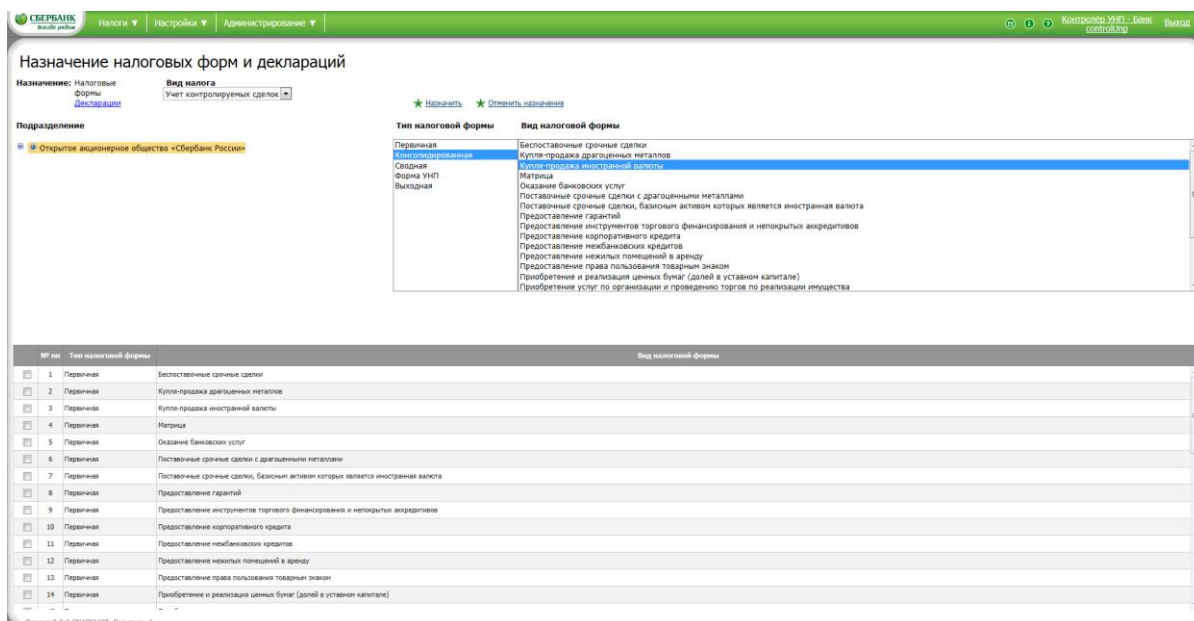 СБЕРБАНК
Всегда рядом
Налоги ▼
Настройки ▼
Администрирование ▼
Контролёр УНП - Банк
controlUnp
Выход
Назначение налоговых форм и деклараций
Назначение: Налоговые формы
Декларации
Вид налога
Учет контролируемых сделок
Назначить
Отменить назначение
Подразделение
Открытое акционерное общество «Сбербанк России»
Тип налоговой формы
Первичная
Консолидированная
Сводная
Форма УНП
Выходная
Вид налоговой формы
Беспоставочные срочные сделки
Купля-продажа драгоценных металлов
Купля-продажа иностранной валюты
Матрица
Оказание банковских услуг
Поставочные срочные сделки с драгоценными металлами
Поставочные срочные сделки, базисным активом которых является иностранная валюта
Предоставление гарантий
Предоставление инструментов торгового финансирования и непокрытых аккредитивов
Предоставление корпоративного кредита
Предоставление межбанковских кредитов
Предоставление нежилых помещений в аренду
Предоставление права пользования товарным знаком
Приобретение и реализация ценных бумаг (долей в уставном капитале)
Приобретение услуг по организации и проведению торгов по реализации имущества
№ пп Тип налоговой формы Вид налоговой формы
1 Первичная Беспоставочные срочные сделки
2 Первичная Купля-продажа драгоценных металлов
3 Первичная Купля-продажа иностранной валюты
4 Первичная Матрица
5 Первичная Оказание банковских услуг
6 Первичная Поставочные срочные сделки с драгоценными металлами
7 Первичная Поставочные срочные сделки, базисным активом которых является иностранная валюта
8 Первичная Предоставление гарантий
9 Первичная Предоставление инструментов торгового финансирования и непокрытых аккредитивов
10 Первичная Предоставление корпоративного кредита
11 Первичная Предоставление межбанковских кредитов
12 Первичная Предоставление нежилых помещений в аренду
13 Первичная Предоставление права пользования товарным знаком
14 Первичная Приобретение и реализация ценных бумаг (долей в уставном капитале)